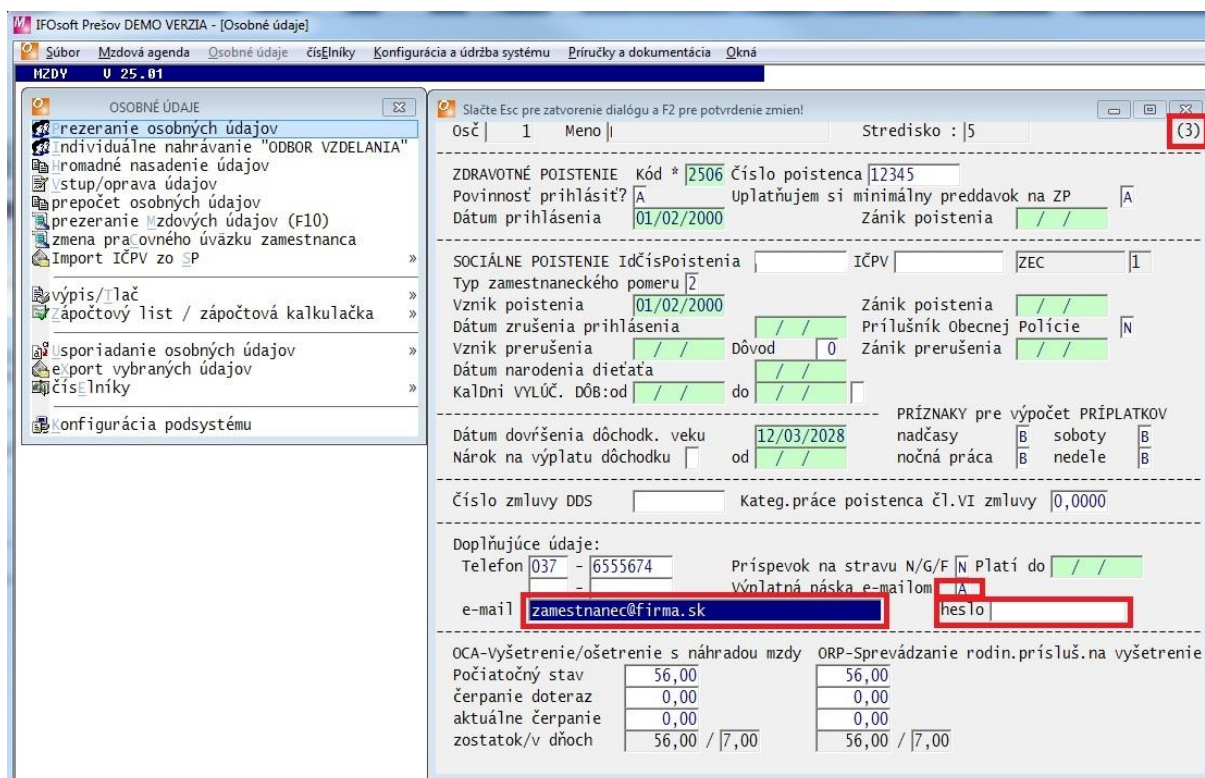 IFOsoft Prešov DEMO VERZIA - [Osobné údaje]
Súbor Mzdová agenda Osobné údaje čísElníky Konfigurácia a údržba systému Príručky a dokumentácia Okná
MZDY V 25.01
OSOBNÉ ÚDAJE
Prezeranie osobných údajov
Individuálne nahrávanie "ODBOR VZDELANIA"
Hromadné nasadenie údajov
Vstup/oprava údajov
prepočet osobných údajov
prezeranie Mzdových údajov (F10)
zmena praCovného úväzku zamestnanca
Import IČPV zo SP »
výpis/Tlač »
Zápočtový list / zápočtová kalkulačka »
Usporiadanie osobných údajov »
eXport vybraných údajov
čísElníky »
Konfigurácia podsystému
Slačte Esc pre zatvorenie dialógu a F2 pre potvrdenie zmien!
Osč 1 Meno Stredisko : 5 (3)
ZDRAVOTNÉ POISTENIE Kód * 2506 Číslo poistenca 12345
Povinnosť prihlásiť? A Uplatňujem si minimálny preddavok na ZP A
Dátum prihlásenia 01/02/2000 Zánik poistenia / /
SOCIÁLNE POISTENIE IdčísPoistenia IČPV ZEC 1
Typ zamestnaneckého pomeru 2
Vznik poistenia 01/02/2000 Zánik poistenia / /
Dátum zrušenia prihlásenia / / Prílušník Obecnej Polície N
Vznik prerušenia / / Dôvod 0 Zánik prerušenia / /
Dátum narodenia dieťaťa / /
KalDni VYLÚČ. DÔB:od / / do / /
PRÍZNAKY pre výpočet PRÍPLATKOV
Dátum dovŕšenia dôchodk. veku 12/03/2028 nadčasy B soboty B
Nárok na výplatu dôchodku od / / nočná práca B nedele B
Číslo zmluvy DDS Kateg.práce poistenca čl.VI zmluvy 0,0000
Doplňujúce údaje:
Telefon 037 - 6555674 Príspevok na stravu N/G/F N Platí do / /
- Výplatná páska e-mailom A
e-mail zamestnanec@firma.sk heslo
OCA-Vyšetrenie/ošetrenie s náhradou mzdy ORP-Sprevádzanie rodin.prísluš.na vyšetrenie
Počiatočný stav 56,00 56,00
čerpanie doteraz 0,00 0,00
aktuálne čerpanie 0,00 0,00
zostatok/v dňoch 56,00 / 7,00 56,00 / 7,00